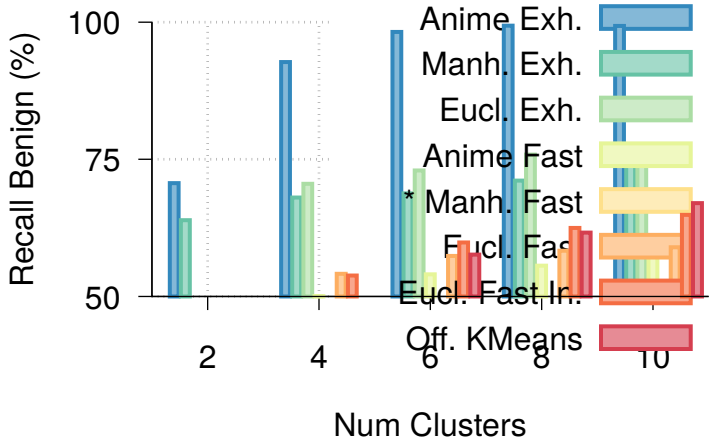 Recall Benign (%)
100
75
50
Anime Exh.
Manh. Exh.
Eucl. Exh.
Anime Fast
* Manh. Fast
Eucl. Fast
Eucl. Fast In.
Off. KMeans
2 4 6 8 10
Num Clusters